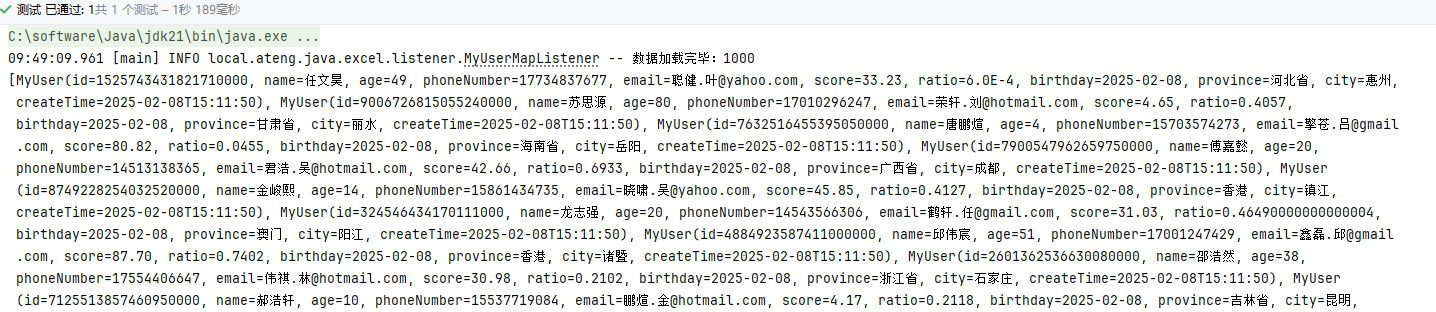 测试 已通过: 1共 1 个测试 – 1秒 189毫秒
C:\software\Java\jdk21\bin\java.exe ...
09:49:09.961 [main] INFO local.ateng.java.excel.listener.MyUserMapListener -- 数据加载完毕：1000
[MyUser(id=1525743431821710000, name=任文昊, age=49, phoneNumber=17734837677, email=聪健.叶@yahoo.com, score=33.23, ratio=6.0E-4, birthday=2025-02-08, province=河北省, city=惠州,
createTime=2025-02-08T15:11:50), MyUser(id=9006726815055240000, name=苏思源, age=80, phoneNumber=17010296247, email=荣轩.刘@hotmail.com, score=4.65, ratio=0.4057,
birthday=2025-02-08, province=甘肃省, city=丽水, createTime=2025-02-08T15:11:50), MyUser(id=7632516455395050000, name=唐鹏煊, age=4, phoneNumber=15703574273, email=擎苍.吕@gmail
.com, score=80.82, ratio=0.0455, birthday=2025-02-08, province=海南省, city=岳阳, createTime=2025-02-08T15:11:50), MyUser(id=7900547962659750000, name=傅嘉懿, age=20,
phoneNumber=14513138365, email=君浩.吴@hotmail.com, score=42.66, ratio=0.6933, birthday=2025-02-08, province=广西省, city=成都, createTime=2025-02-08T15:11:50), MyUser
(id=8749228254032520000, name=金峻熙, age=14, phoneNumber=15861434735, email=晓啸.吴@yahoo.com, score=45.85, ratio=0.4127, birthday=2025-02-08, province=香港, city=镇江,
createTime=2025-02-08T15:11:50), MyUser(id=324546434170111000, name=龙志强, age=20, phoneNumber=14543566306, email=鹤轩.任@gmail.com, score=31.03, ratio=0.46490000000000004,
birthday=2025-02-08, province=澳门, city=阳江, createTime=2025-02-08T15:11:50), MyUser(id=4884923587411000000, name=邱伟宸, age=51, phoneNumber=17001247429, email=鑫磊.邱@gmail
.com, score=87.70, ratio=0.7402, birthday=2025-02-08, province=香港, city=诸暨, createTime=2025-02-08T15:11:50), MyUser(id=2601362536630080000, name=邵浩然, age=38,
phoneNumber=17554406647, email=伟祺.林@hotmail.com, score=30.98, ratio=0.2102, birthday=2025-02-08, province=浙江省, city=石家庄, createTime=2025-02-08T15:11:50), MyUser
(id=7125513857460950000, name=郝浩轩, age=10, phoneNumber=15537719084, email=鹏煊.金@hotmail.com, score=4.17, ratio=0.2118, birthday=2025-02-08, province=吉林省, city=昆明,